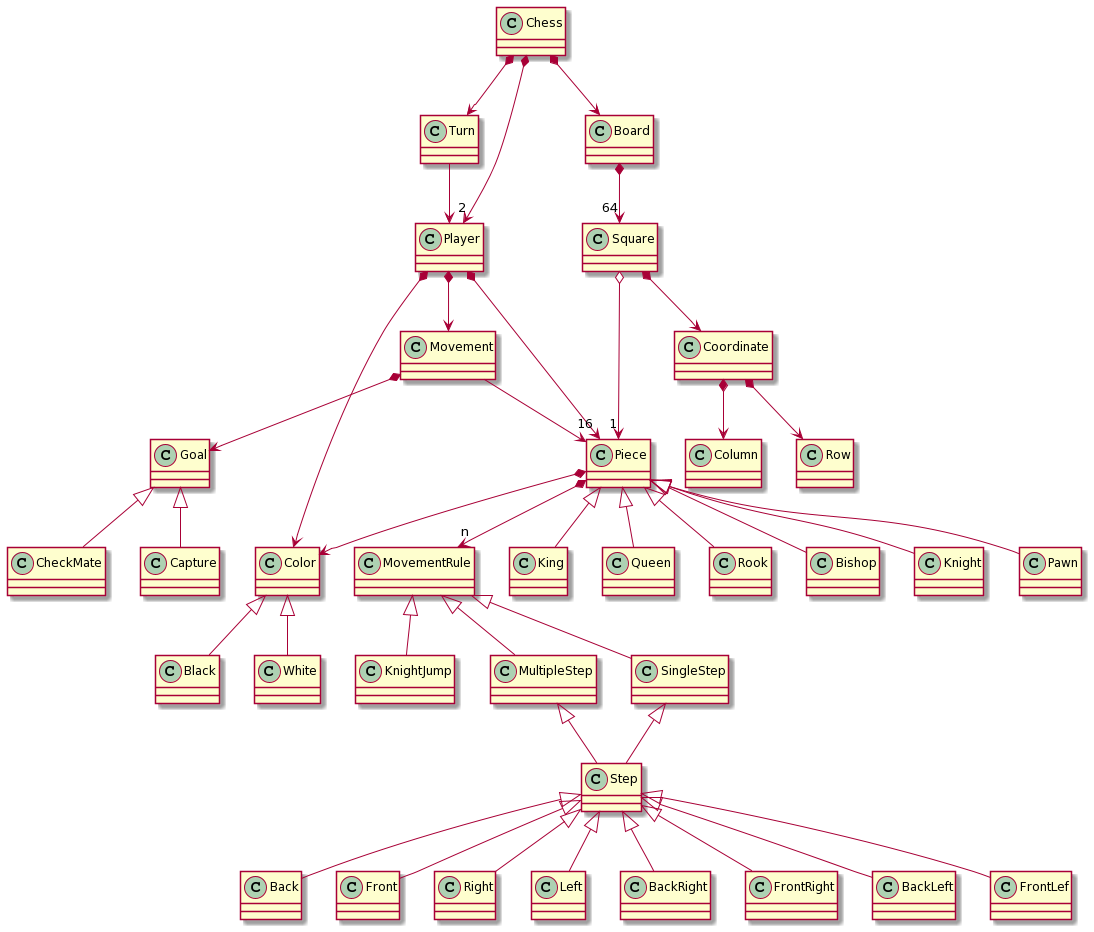 C Chess
C Turn
C Board
2
64
C Player
C Square
C Movement
C Coordinate
16
1
C Goal
C Piece
C Column
C Row
n
C CheckMate
C Capture
C Color
C MovementRule
C King
C Queen
C Rook
C Bishop
C Knight
C Pawn
C Black
C White
C KnightJump
C MultipleStep
C SingleStep
C Step
C Back
C Front
C Right
C Left
C BackRight
C FrontRight
C BackLeft
C FrontLef